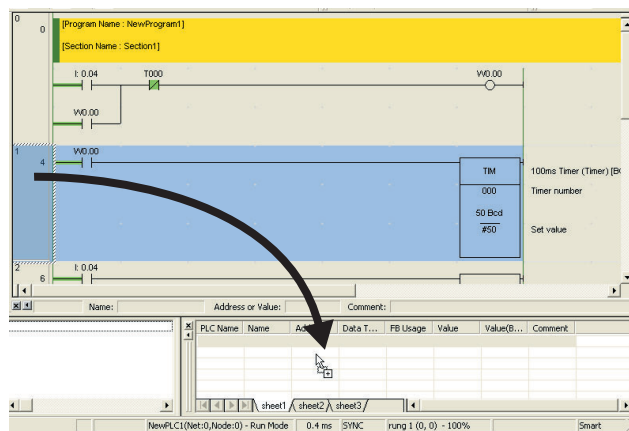 0
0 [Program Name : NewProgram1]
[Section Name : Section1]
I: 0.04 T000 W0.00
W0.00
1
4 W0.00
TIM 100ms Timer (Timer) [B
000 Timer number
50 Bcd
#50 Set value
2
6 I: 0.04
Name: Address or Value: Comment:
PLC Name Name Data T... FB Usage Value Value(B... Comment
sheet1 sheet2 sheet3
NewPLC1(Net:0,Node:0) - Run Mode 0.4 ms SYNC rung 1 (0, 0) - 100% Smart